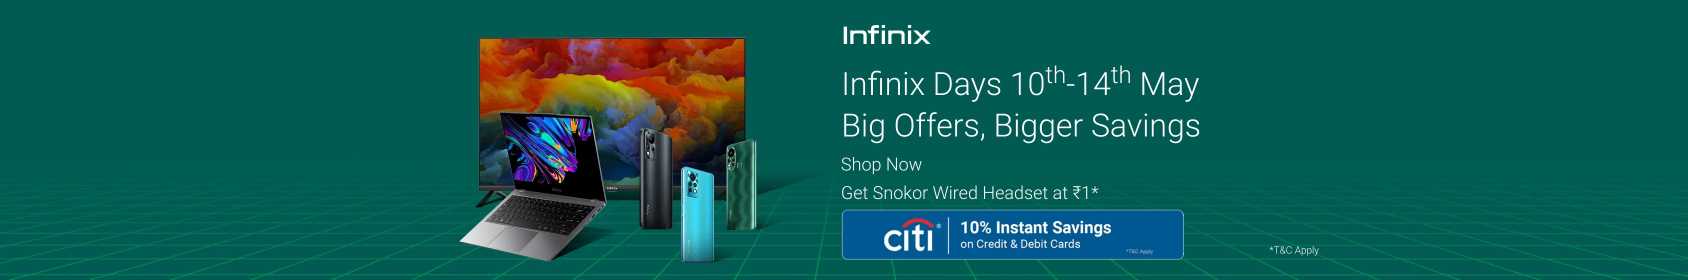 Infinix
Infinix Days 10th-14th May
Big Offers, Bigger Savings
Shop Now
Get Snokor Wired Headset at ₹1*
citi
10% Instant Savings
on Credit & Debit Cards
*T&C Apply
*T&C Apply